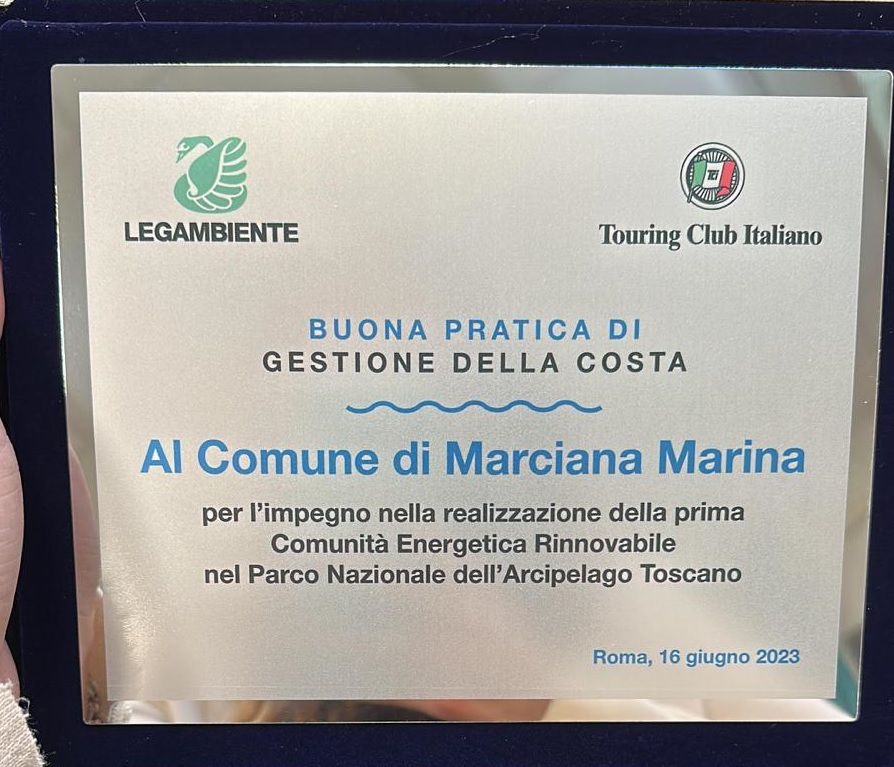 LEGAMBIENTE
TCI
Touring Club Italiano
BUONA PRATICA DI
GESTIONE DELLA COSTA
Al Comune di Marciana Marina
per l'impegno nella realizzazione della prima
Comunità Energetica Rinnovabile
nel Parco Nazionale dell'Arcipelago Toscano
Roma, 16 giugno 2023